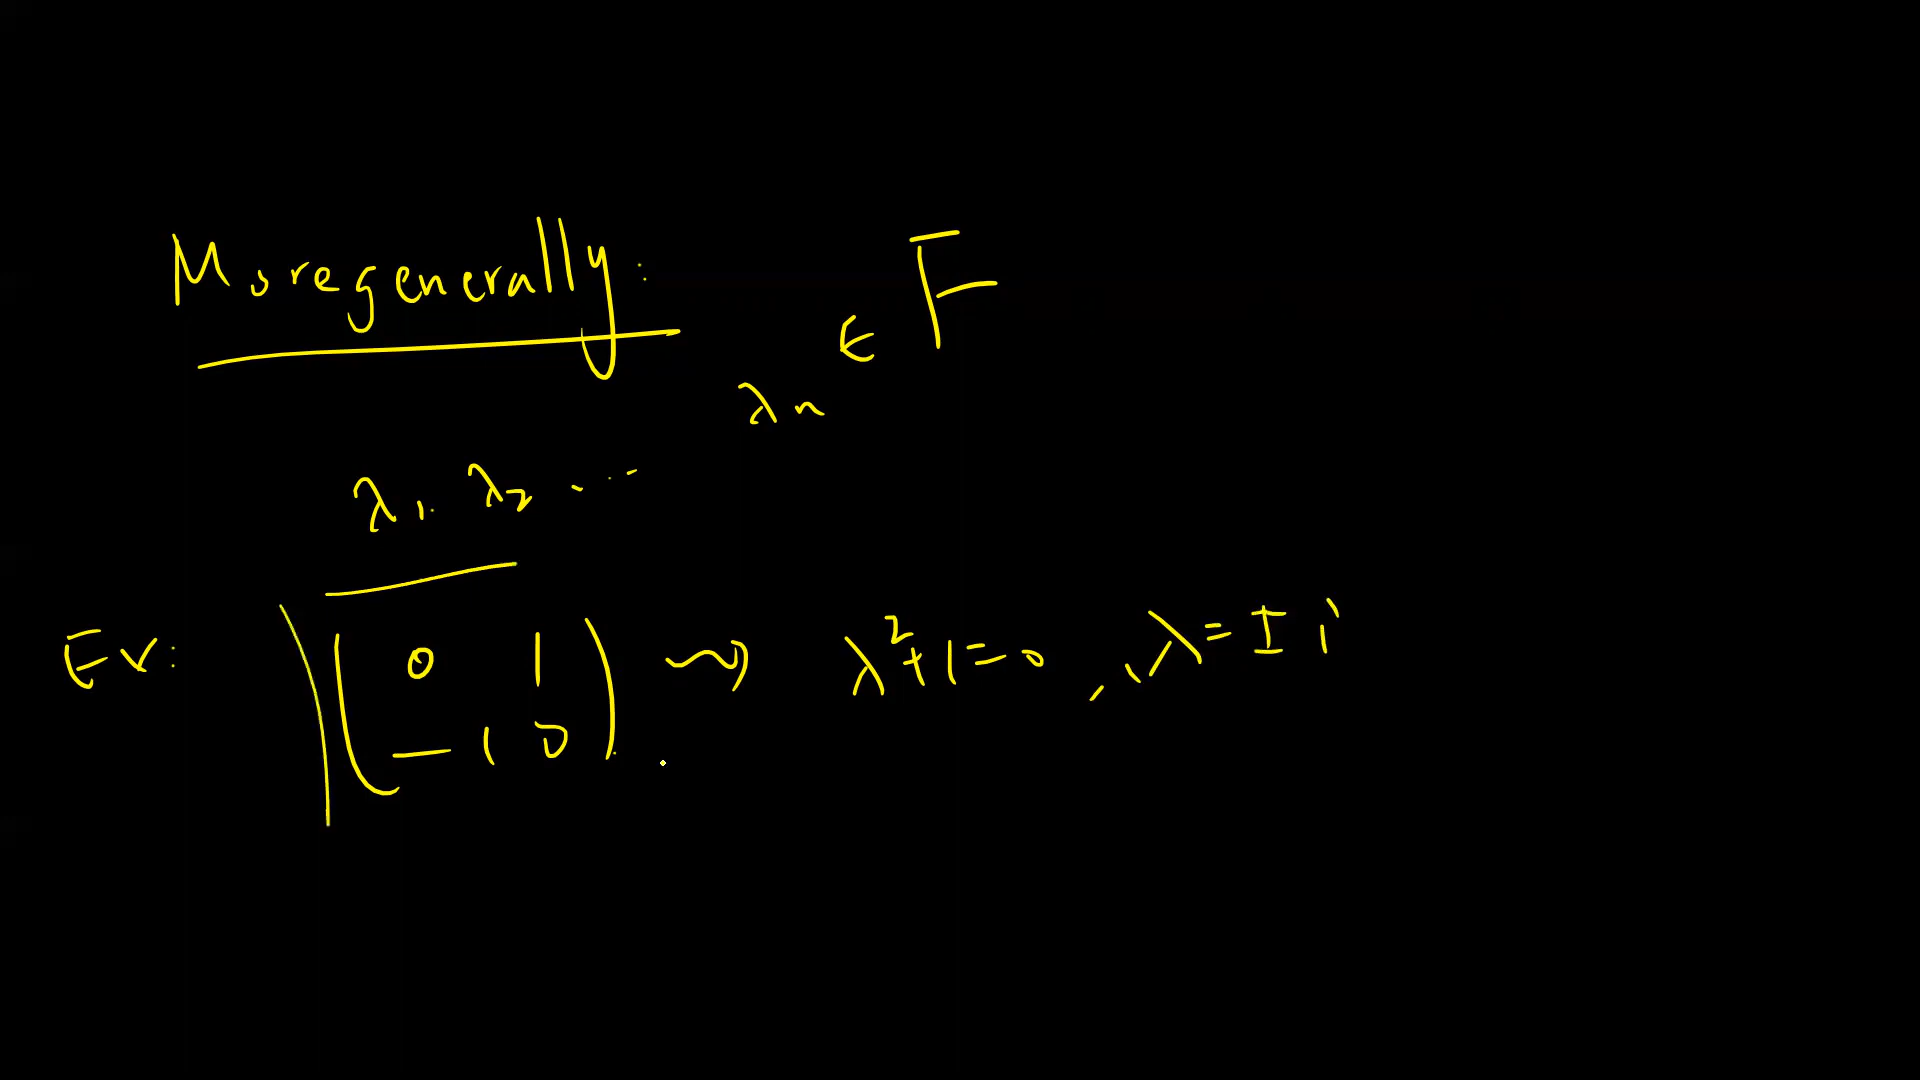 More generally:
λ₁, λ₂ ... λₙ ∈ F
Ex: (0 1
-1 0) ⇝ λ²+1=0, λ=±i